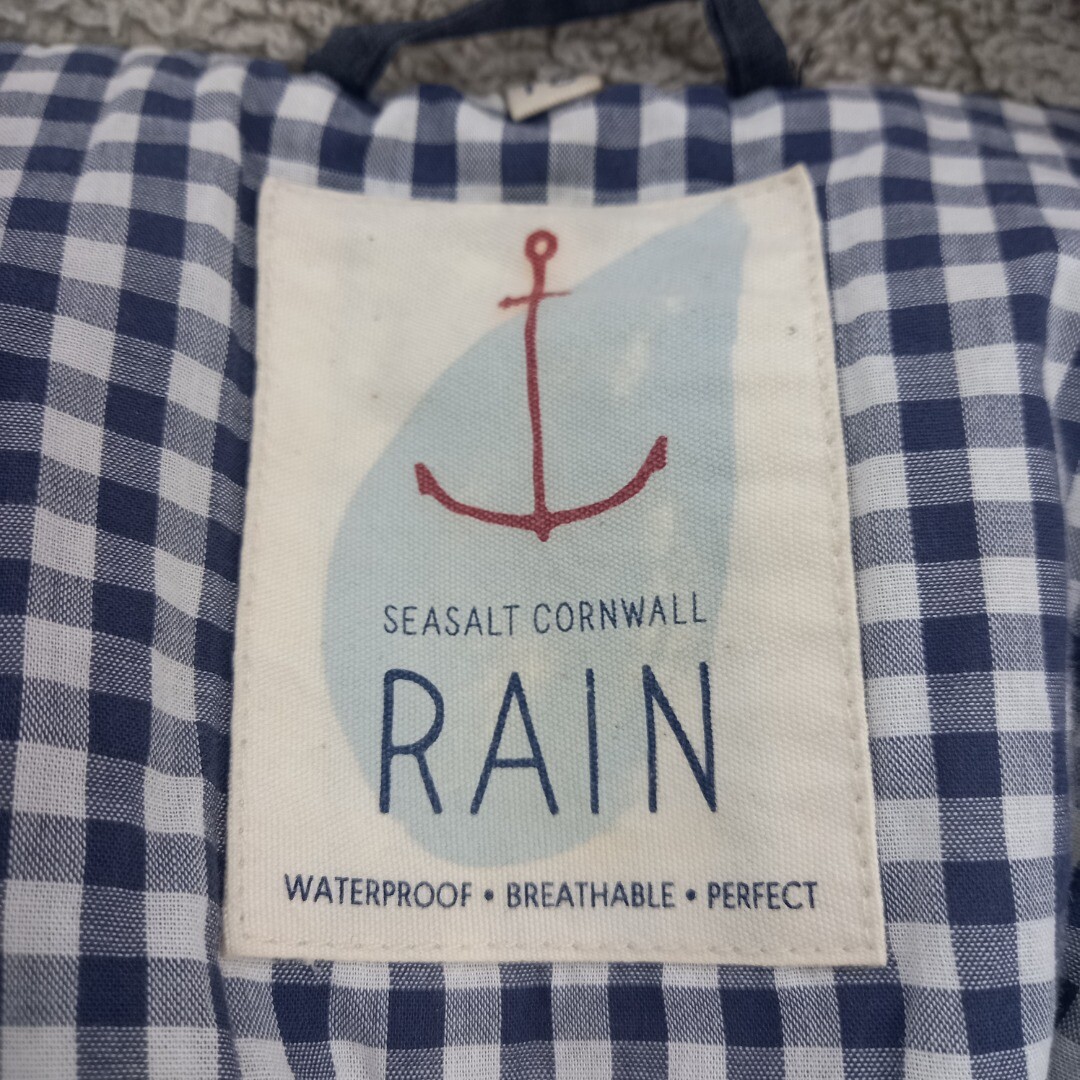 SEASALT CORNWALL
RAIN
WATERPROOF • BREATHABLE • PERFECT